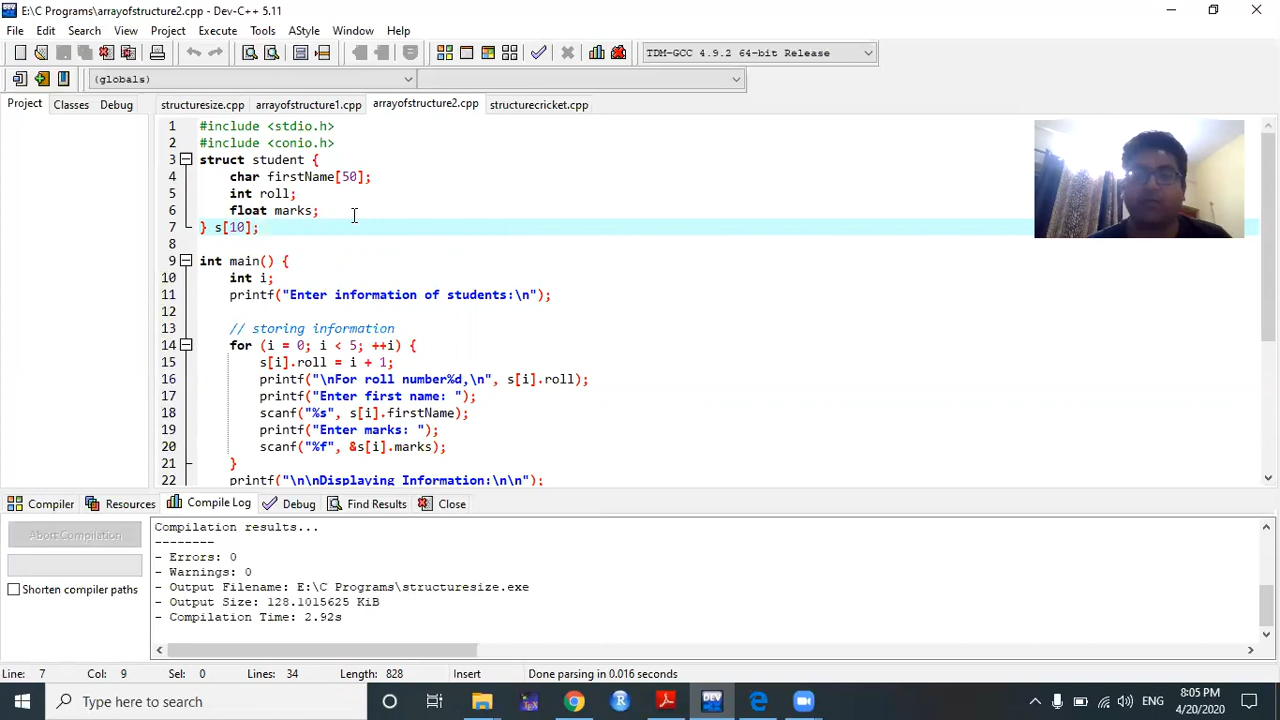 E:\C Programs\arrayofstructure2.cpp - Dev-C++ 5.11
File Edit Search View Project Execute Tools AStyle Window Help
TDM-GCC 4.9.2 64-bit Release
(globals)
Project Classes Debug
structuresize.cpp arrayofstructure1.cpp arrayofstructure2.cpp structurecricket.cpp
1 #include <stdio.h>
2 #include <conio.h>
3 struct student {
4 char firstName[50];
5 int roll;
6 float marks;
7 } s[10];
8
9 int main() {
10 int i;
11 printf("Enter information of students:\n");
12
13 // storing information
14 for (i = 0; i < 5; ++i) {
15 s[i].roll = i + 1;
16 printf("\nFor roll number%d,\n", s[i].roll);
17 printf("Enter first name: ");
18 scanf("%s", s[i].firstName);
19 printf("Enter marks: ");
20 scanf("%f", &s[i].marks);
21 }
22 printf("\n\nDisplaying Information:\n\n");
Compiler Resources Compile Log Debug Find Results Close
Abort Compilation
Shorten compiler paths
Compilation results...
--------
- Errors: 0
- Warnings: 0
- Output Filename: E:\C Programs\structuresize.exe
- Output Size: 128.1015625 KiB
- Compilation Time: 2.92s
Line: 7 Col: 9 Sel: 0 Lines: 34 Length: 828 Insert Done parsing in 0.016 seconds
Type here to search
DEV
ENG
8:05 PM
4/20/2020